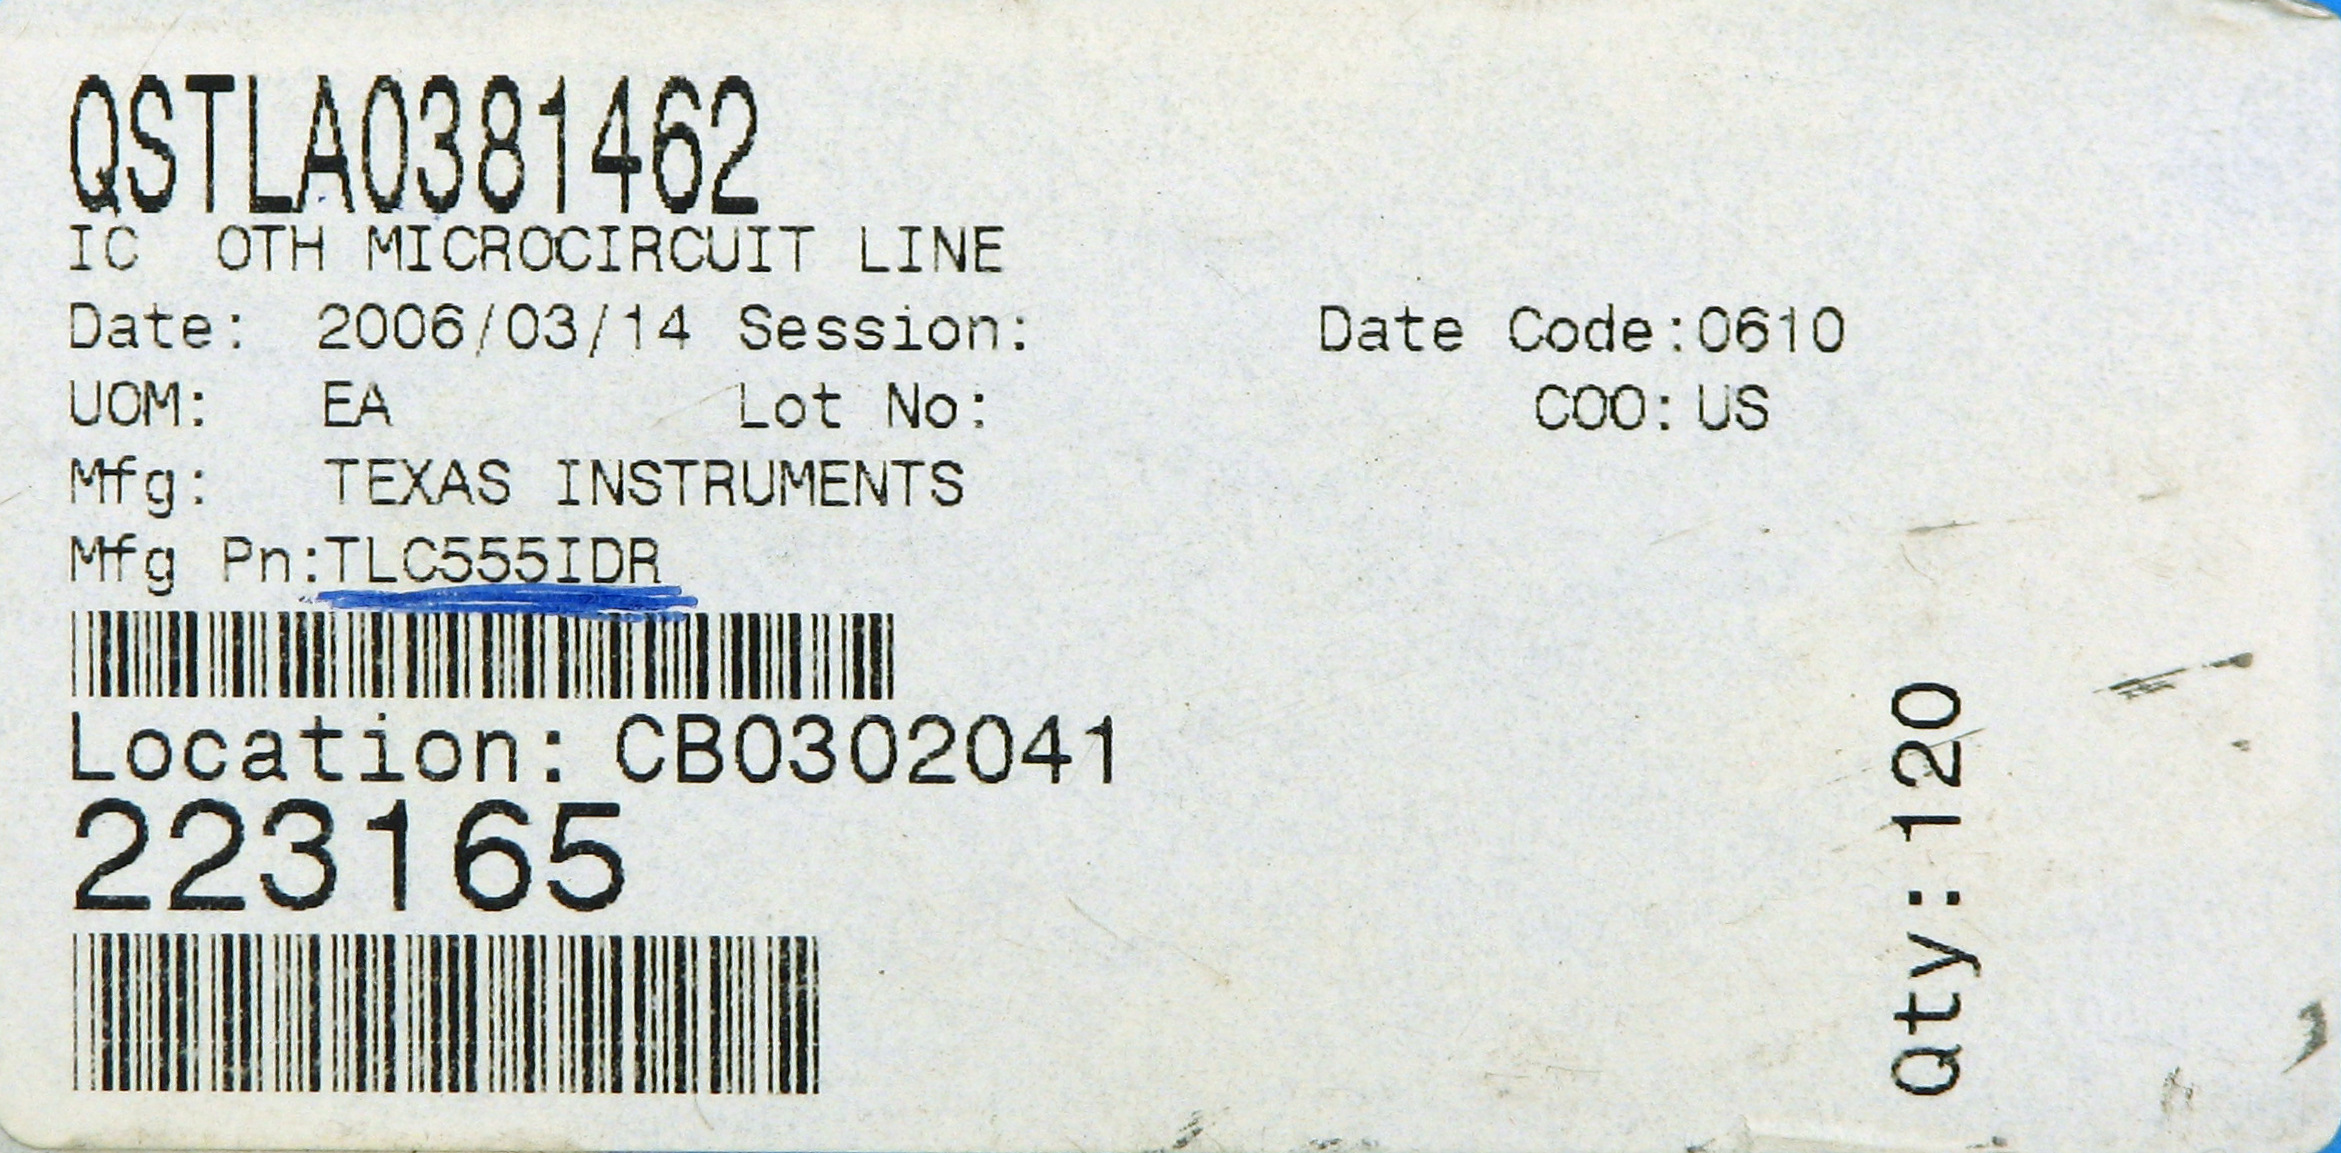 QSTLA0381462
IC  OTH MICROCIRCUIT LINE
Date: 2006/03/14 Session: Date Code:0610
UOM: EA Lot No: COO: US
Mfg: TEXAS INSTRUMENTS
Mfg Pn:TLC555IDR
Location: CB0302041
223165
Qty: 120